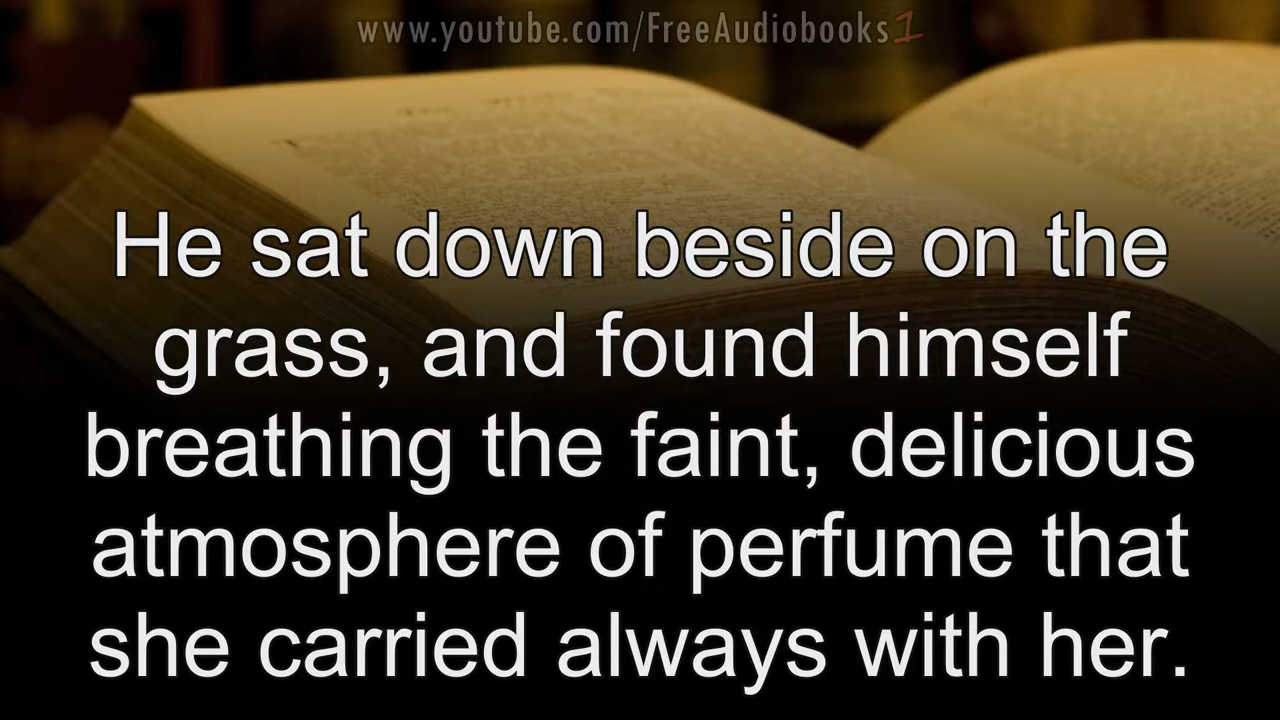 www.youtube.com/FreeAudiobooks1
He sat down beside on the
grass, and found himself
breathing the faint, delicious
atmosphere of perfume that
she carried always with her.